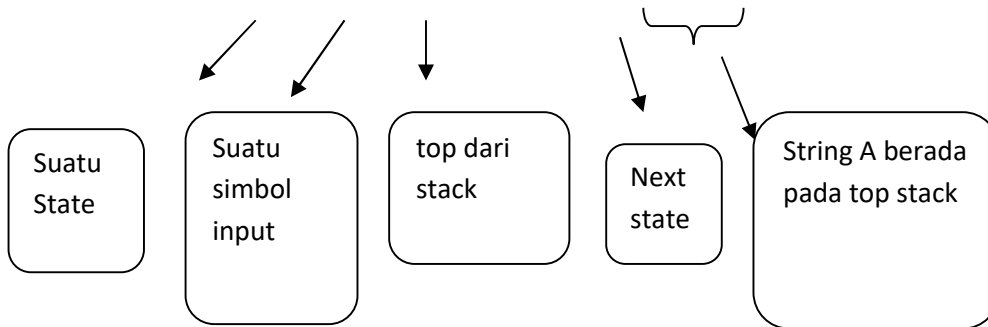 Suatu
State
Suatu
simbol
input
top dari
stack
Next
state
String A berada
pada top stack